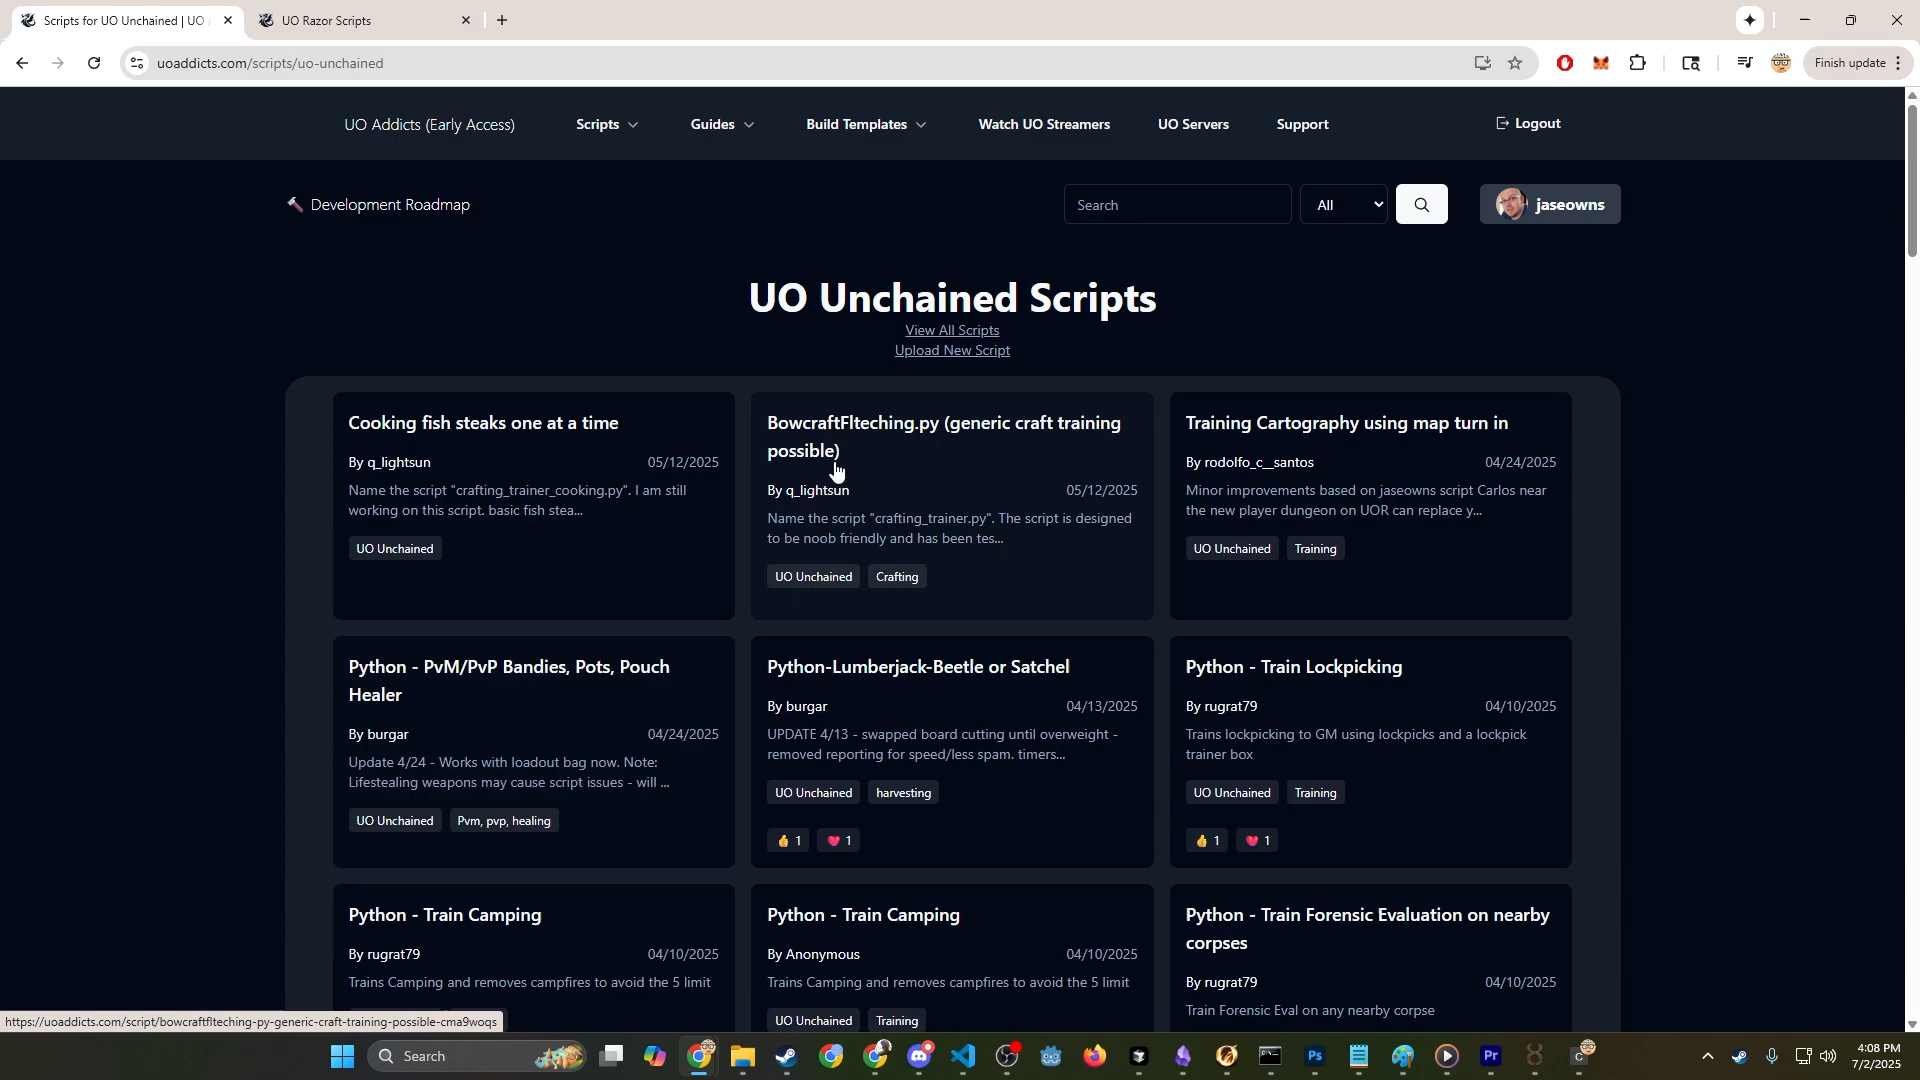 Scripts for UO Unchained | UO A
UO Razor Scripts
uoaddicts.com/scripts/uo-unchained
Finish update
UO Addicts (Early Access)
Scripts
Guides
Build Templates
Watch UO Streamers
UO Servers
Support
Logout
Development Roadmap
Search
All
jaseowns
UO Unchained Scripts
View All Scripts
Upload New Script
Cooking fish steaks one at a time
By q_lightsun
05/12/2025
Name the script "crafting_trainer_cooking.py". I am still
working on this script. basic fish stea...
UO Unchained
BowcraftFlteching.py (generic craft training
possible)
By q_lightsun
05/12/2025
Name the script "crafting_trainer.py". The script is designed
to be noob friendly and has been tes...
UO Unchained
Crafting
Training Cartography using map turn in
By rodolfo_c__santos
04/24/2025
Minor improvements based on jaseowns script Carlos near
the new player dungeon on UOR can replace y...
UO Unchained
Training
Python - PvM/PvP Bandies, Pots, Pouch
Healer
By burgar
04/24/2025
Update 4/24 - Works with loadout bag now. Note:
Lifestealing weapons may cause script issues - will ...
UO Unchained
Pvm, pvp, healing
Python-Lumberjack-Beetle or Satchel
By burgar
04/13/2025
UPDATE 4/13 - swapped board cutting until overweight -
removed reporting for speed/less spam. timers...
UO Unchained
harvesting
👍 1
❤️ 1
Python - Train Lockpicking
By rugrat79
04/10/2025
Trains lockpicking to GM using lockpicks and a lockpick
trainer box
UO Unchained
Training
👍 1
❤️ 1
Python - Train Camping
By rugrat79
04/10/2025
Trains Camping and removes campfires to avoid the 5 limit
Python - Train Camping
By Anonymous
04/10/2025
Trains Camping and removes campfires to avoid the 5 limit
UO Unchained
Training
Python - Train Forensic Evaluation on nearby
corpses
By rugrat79
04/10/2025
Train Forensic Eval on any nearby corpse
https://uoaddicts.com/script/bowcraftflteching-py-generic-craft-training-possible-cma9woqs
Search
Ps
Pr
C
4:08 PM
7/2/2025